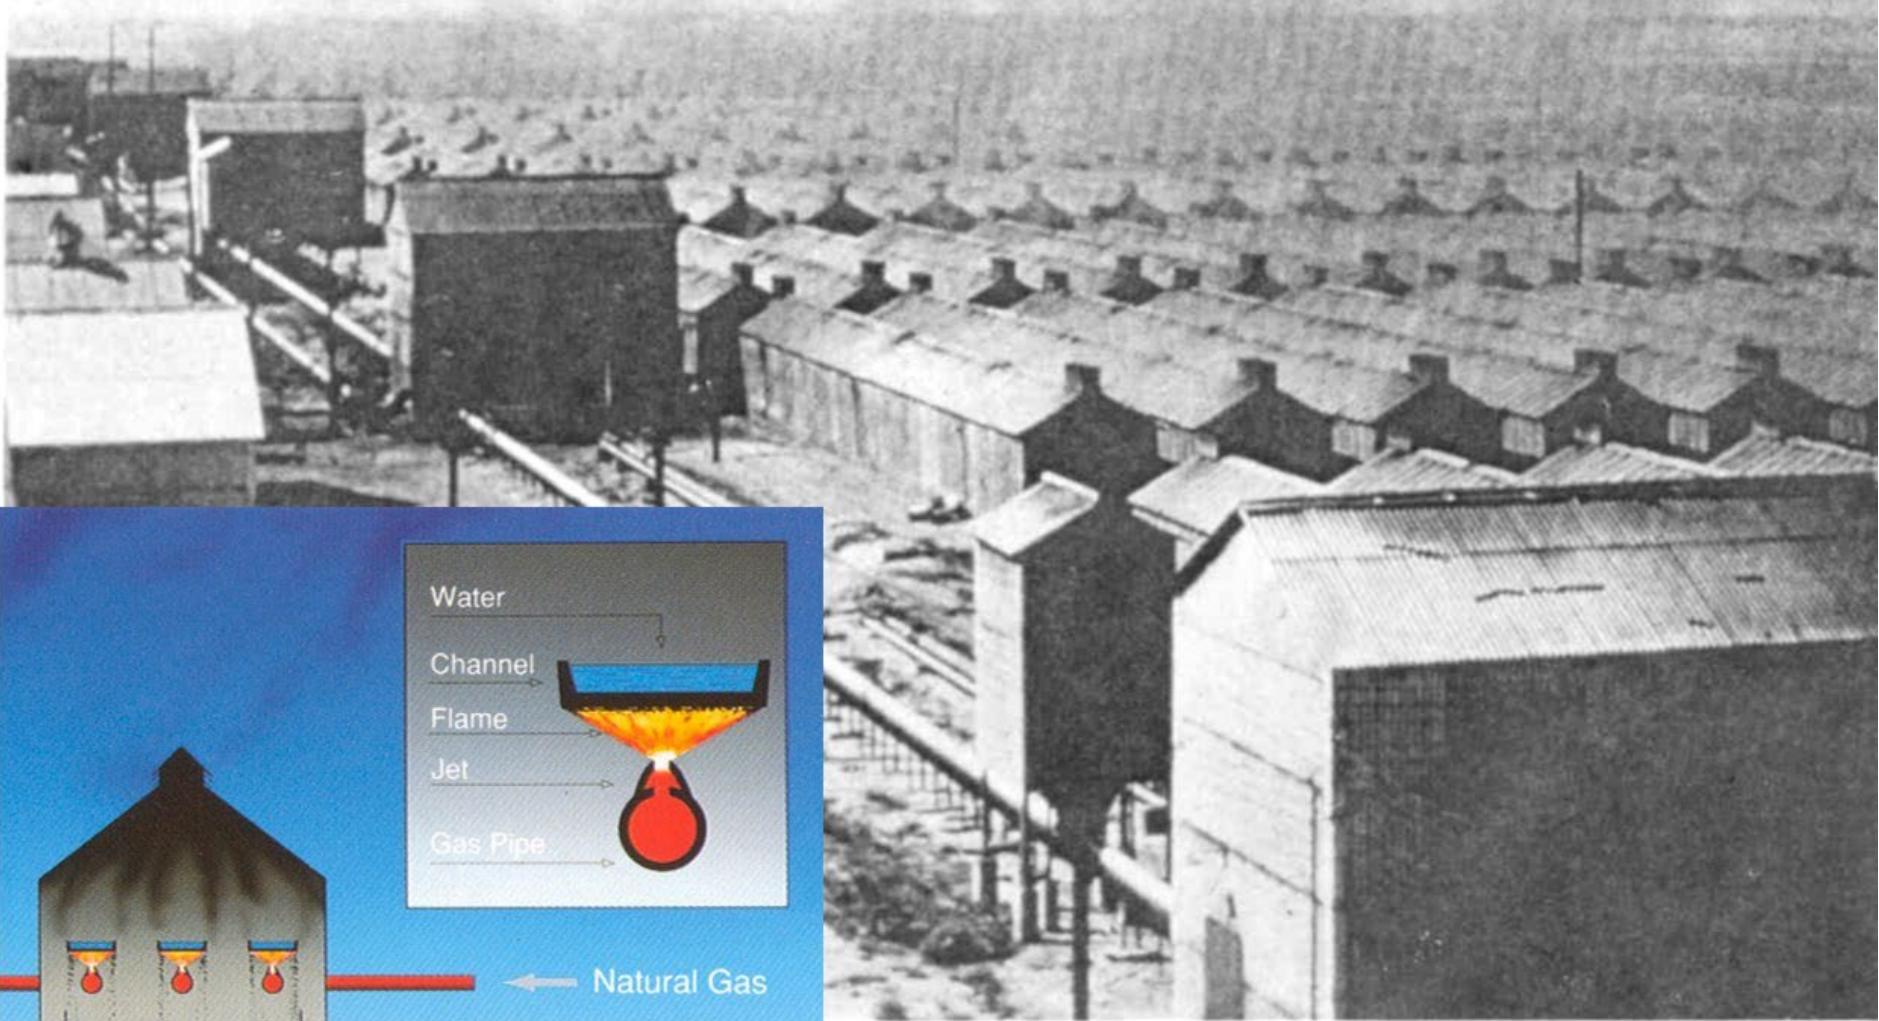 Water
Channel
Flame
Jet
Gas Pipe
Natural Gas